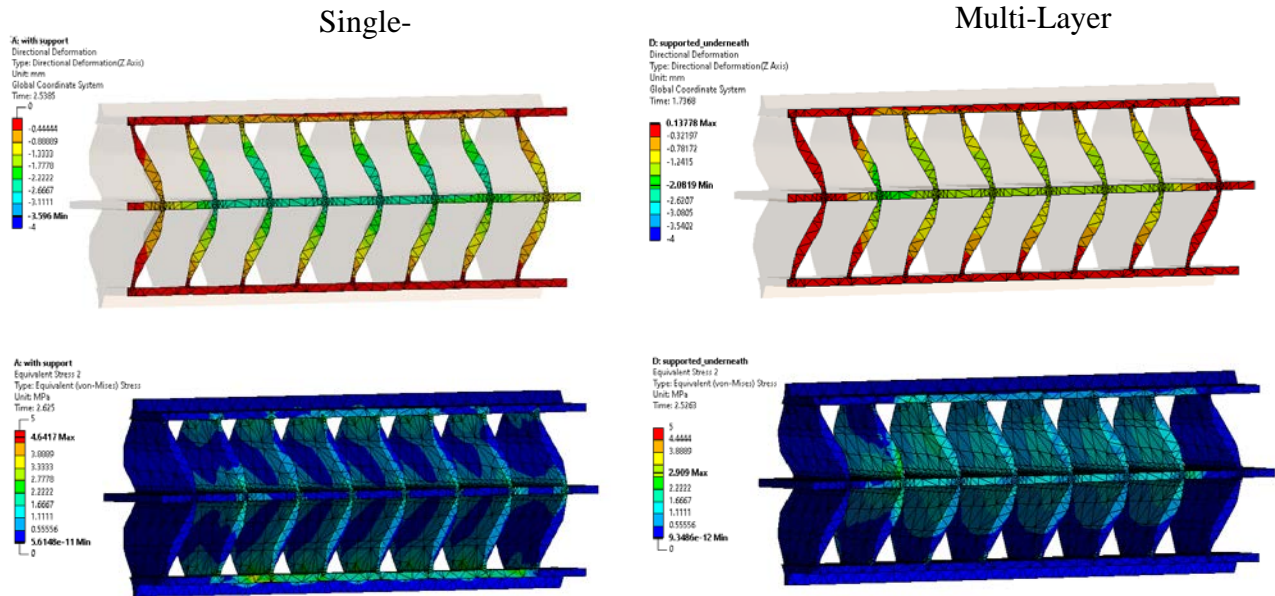 Single-
Multi-Layer
A: with support
Directional Deformation
Type: Directional Deformation(Z Axis)
Unit: mm
Global Coordinate System
Time: 2.5385
0
-0.44444
-0.88889
-1.3333
-1.7778
-2.2222
-2.6667
-3.1111
-3.596 Min
-4
D: supported_underneath
Directional Deformation
Type: Directional Deformation(Z Axis)
Unit: mm
Global Coordinate System
Time: 1.7368
0.13778 Max
-0.32197
-0.78172
-1.2415
-2.0819 Min
-2.6207
-3.0805
-3.5402
-4
A: with support
Equivalent Stress 2
Type: Equivalent (von-Mises) Stress
Unit: MPa
Time: 2.625
5
4.6417 Max
3.8889
3.3333
2.7778
2.2222
1.6667
1.1111
0.55556
5.6148e-11 Min
0
D: supported_underneath
Equivalent Stress 2
Type: Equivalent (von-Mises) Stress
Unit: MPa
Time: 2.5263
5
4.4444
3.8889
3.3333
2.909 Max
2.2222
1.6667
1.1111
0.55556
9.3486e-12 Min
0